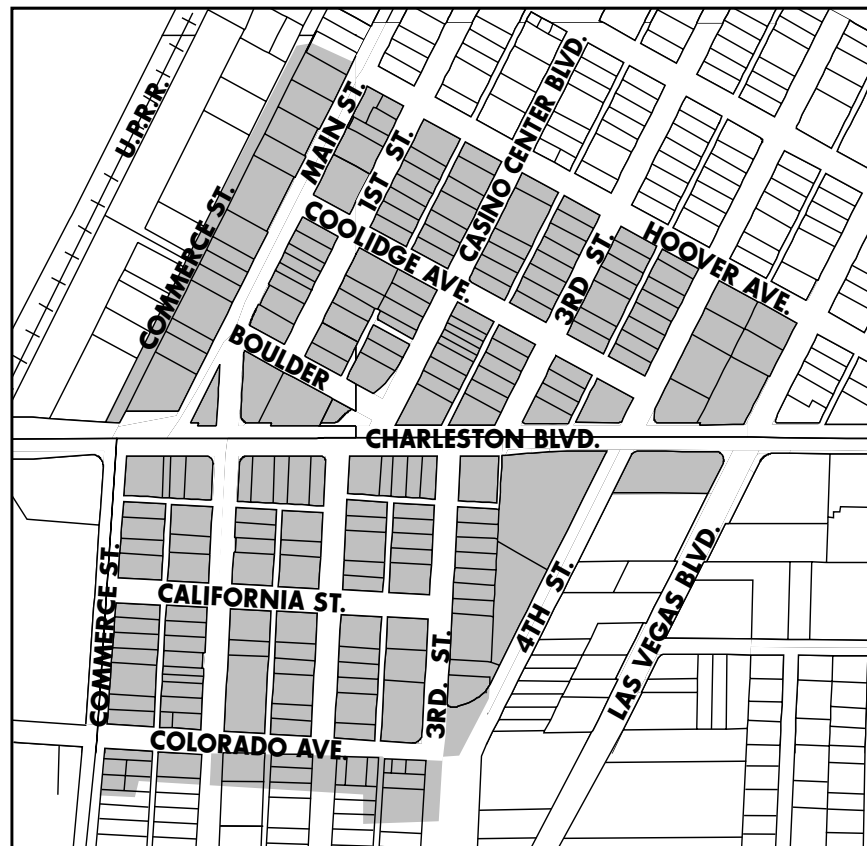 U.P.R.R.
MAIN ST.
CASINO CENTER BLVD.
1ST ST.
COMMERCE ST.
COOLIDGE AVE.
3RD ST.
HOOVER AVE.
BOULDER
CHARLESTON BLVD.
COMMERCE ST.
CALIFORNIA ST.
4TH ST.
LAS VEGAS BLVD.
3RD. ST.
COLORADO AVE.